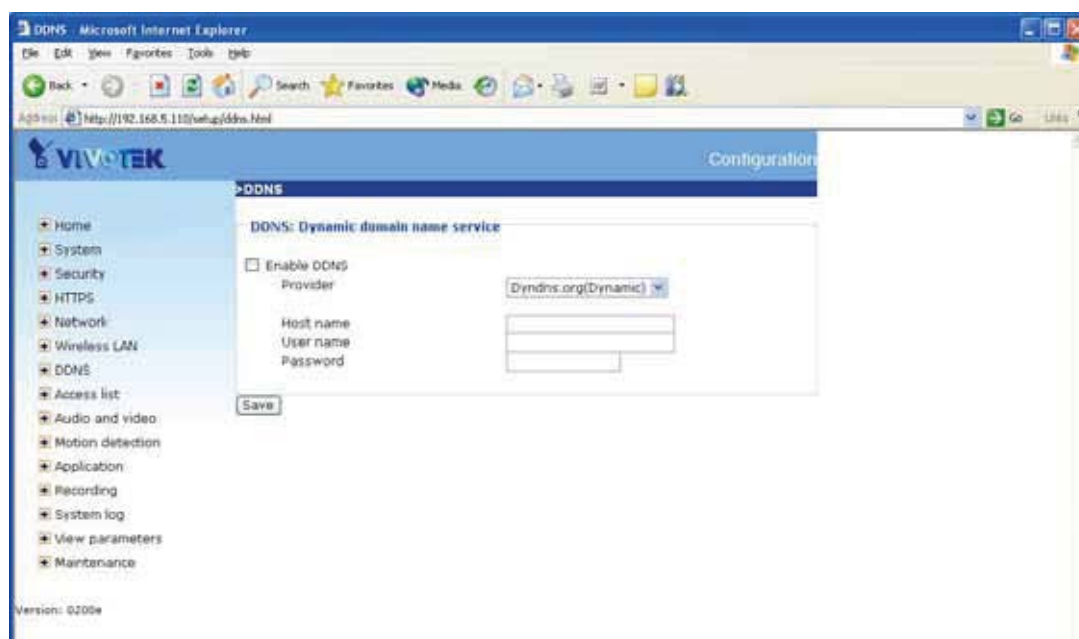 DDNS Microsoft Internet Explorer
File Edit View Favorites Tools Help
Back Search Favorites Media
Address http://192.168.5.110/setup/ddns.html Go Links
VIVOTEK
Configuration
>DDNS
Home
System
Security
HTTPS
Network
Wireless LAN
DDNS
Access list
Audio and video
Motion detection
Application
Recording
System log
View parameters
Maintenance
Version: 0200e
DDNS: Dynamic domain name service
Enable DDNS
Provider Dyndns.org(Dynamic)
Host name
User name
Password
Save